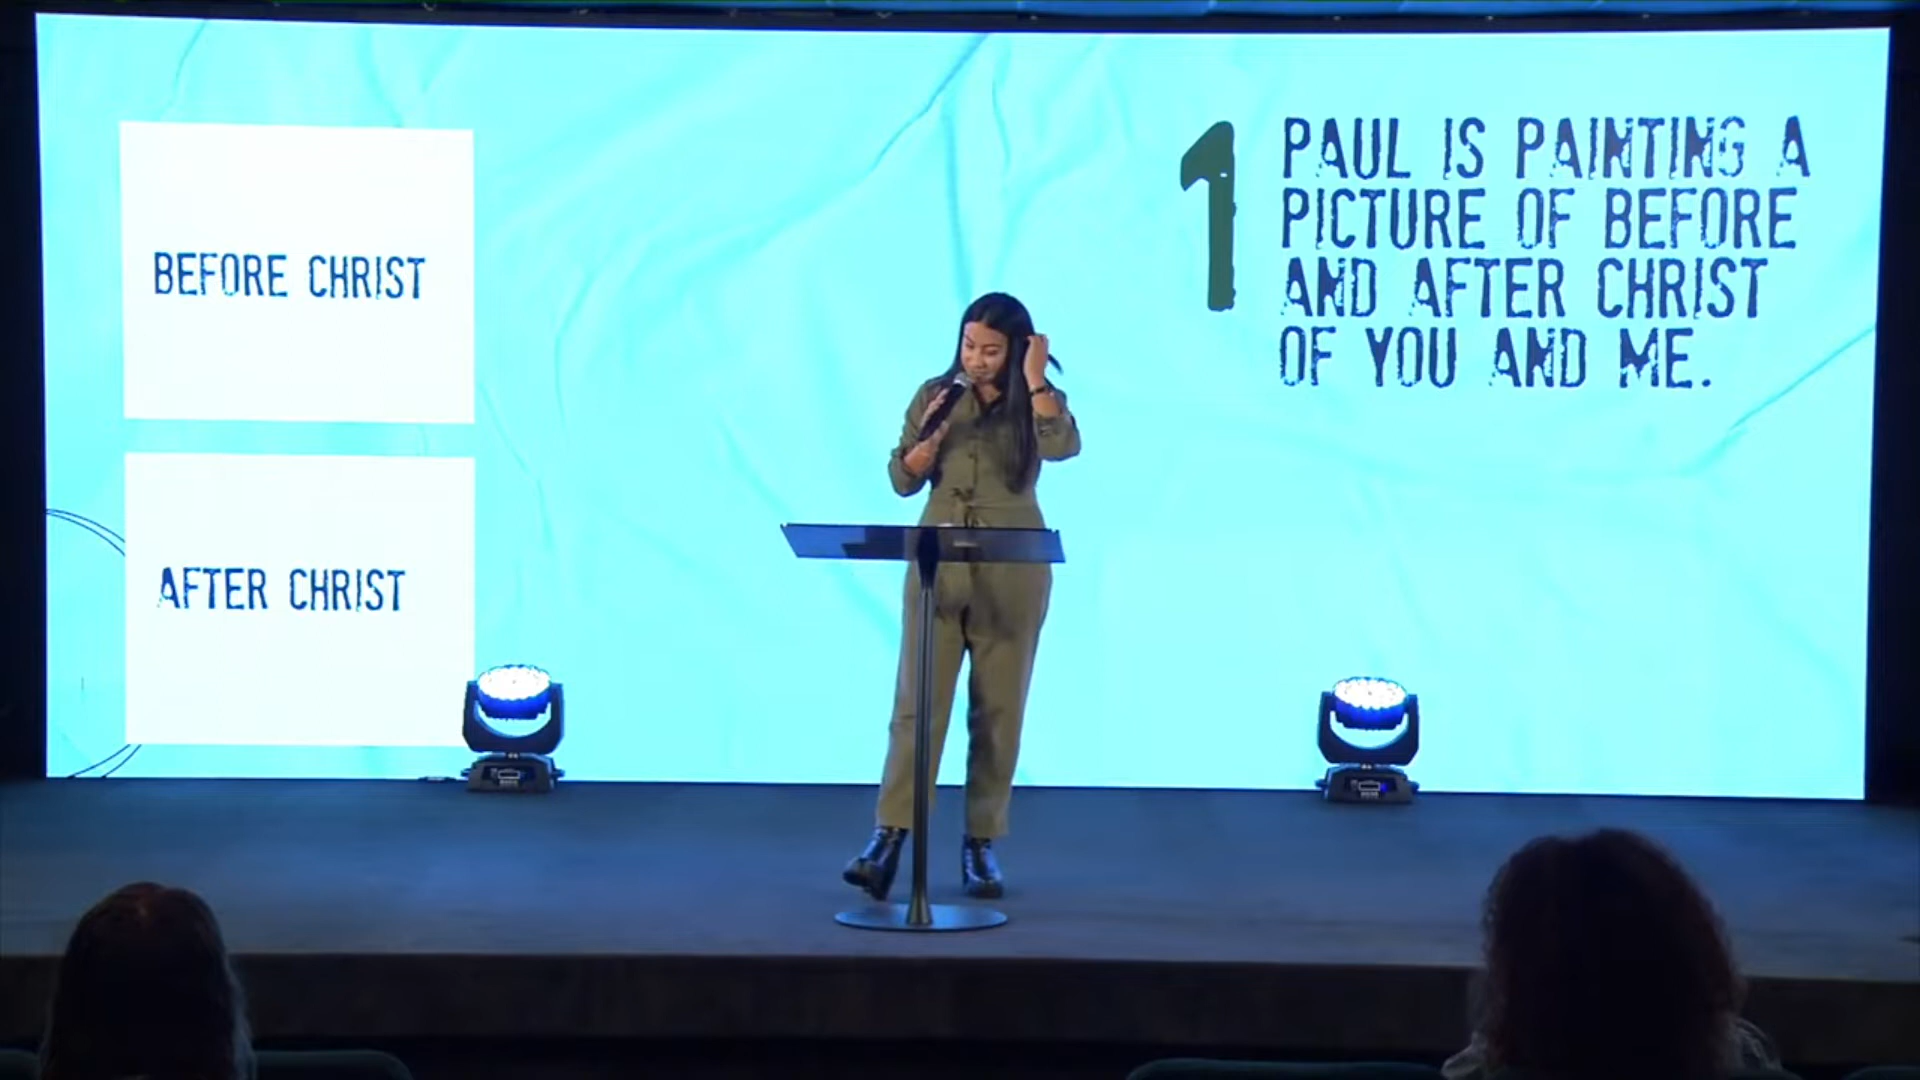 BEFORE CHRIST
AFTER CHRIST
1
PAUL IS PAINTING A
PICTURE OF BEFORE
AND AFTER CHRIST
OF YOU AND ME.